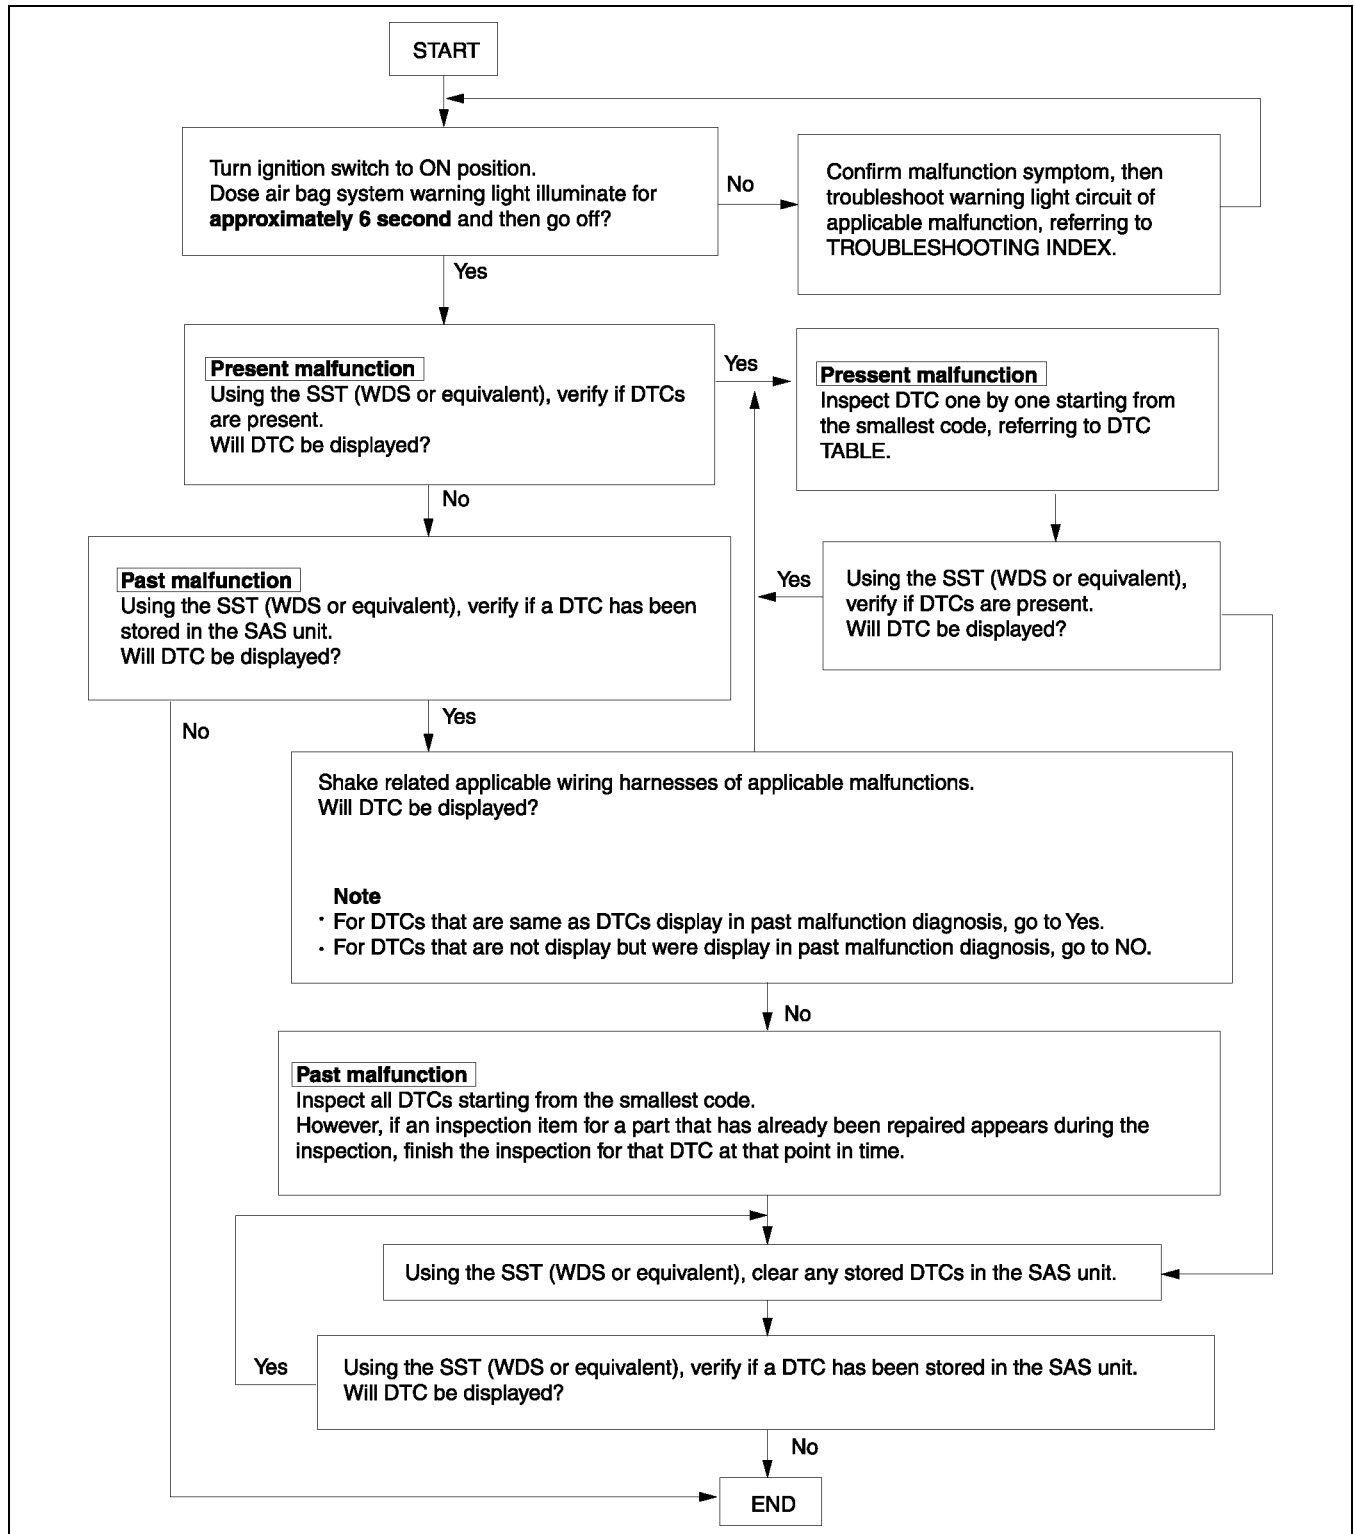 START
Turn ignition switch to ON position.
Dose air bag system warning light illuminate for
approximately 6 second and then go off?
No
Confirm malfunction symptom, then
troubleshoot warning light circuit of
applicable malfunction, referring to
TROUBLESHOOTING INDEX.
Yes
Present malfunction
Using the SST (WDS or equivalent), verify if DTCs
are present.
Will DTC be displayed?
Yes
Pressent malfunction
Inspect DTC one by one starting from
the smallest code, referring to DTC
TABLE.
No
Past malfunction
Using the SST (WDS or equivalent), verify if a DTC has been
stored in the SAS unit.
Will DTC be displayed?
Yes
Using the SST (WDS or equivalent),
verify if DTCs are present.
Will DTC be displayed?
No
Yes
Shake related applicable wiring harnesses of applicable malfunctions.
Will DTC be displayed?
Note
· For DTCs that are same as DTCs display in past malfunction diagnosis, go to Yes.
· For DTCs that are not display but were display in past malfunction diagnosis, go to NO.
No
Past malfunction
Inspect all DTCs starting from the smallest code.
However, if an inspection item for a part that has already been repaired appears during the
inspection, finish the inspection for that DTC at that point in time.
Using the SST (WDS or equivalent), clear any stored DTCs in the SAS unit.
Yes
Using the SST (WDS or equivalent), verify if a DTC has been stored in the SAS unit.
Will DTC be displayed?
No
END